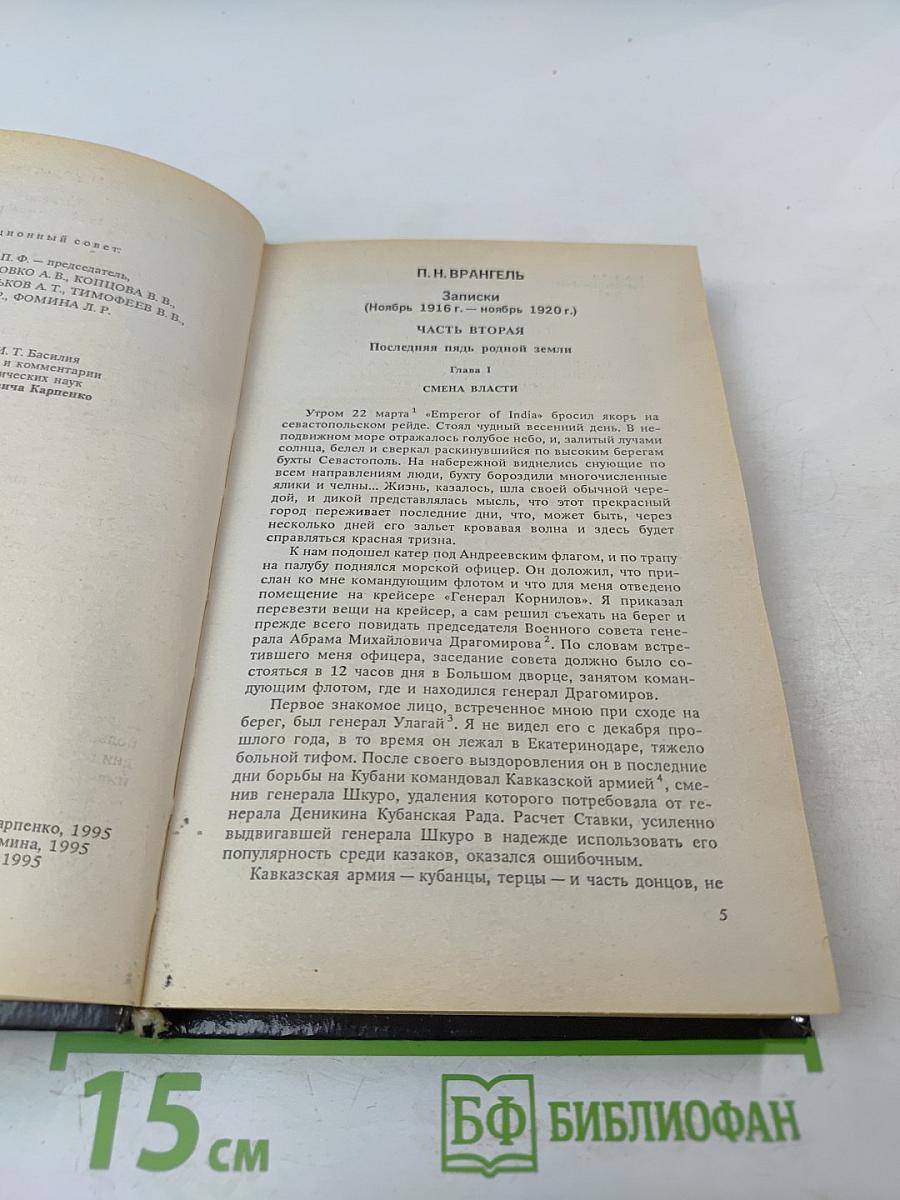 ционный совет:
П. Ф. — председатель,
ОВКО А. В., КОПЦОВА В. В.,
ЬКОВ А. Т., ТИМОФЕЕВ В. В.,
Р., ФОМИНА Л. Р.
И. Т. Басилия
и комментарии
ических наук
вича Карпенко
арпенко, 1995
мина, 1995
1995
П. Н. ВРАНГЕЛЬ
Записки
(Ноябрь 1916 г. — ноябрь 1920 г.)
ЧАСТЬ ВТОРАЯ
Последняя пядь родной земли
Глава I
СМЕНА ВЛАСТИ
Утром 22 марта¹ «Emperor of India» бросил якорь на
севастопольском рейде. Стоял чудный весенний день. В не-
подвижном море отражалось голубое небо, и, залитый лучами
солнца, белел и сверкал раскинувшийся по высоким берегам
бухты Севастополь. На набережной виднелись снующие по
всем направлениям люди, бухту бороздили многочисленные
ялики и челны... Жизнь, казалось, шла своей обычной чере-
дой, и дикой представлялась мысль, что этот прекрасный
город переживает последние дни, что, может быть, через
несколько дней его зальет кровавая волна и здесь будет
справляться красная тризна.
К нам подошел катер под Андреевским флагом, и по трапу
на палубу поднялся морской офицер. Он доложил, что при-
слан ко мне командующим флотом и что для меня отведено
помещение на крейсере «Генерал Корнилов». Я приказал
перевезти вещи на крейсер, а сам решил съехать на берег и
прежде всего повидать председателя Военного совета гене-
рала Абрама Михайловича Драгомирова². По словам встре-
тившего меня офицера, заседание совета должно было со-
стояться в 12 часов дня в Большом дворце, занятом коман-
дующим флотом, где и находился генерал Драгомиров.
Первое знакомое лицо, встреченное мною при сходе на
берег, был генерал Улагай³. Я не видел его с декабря про-
шлого года, в то время он лежал в Екатеринодаре, тяжело
больной тифом. После своего выздоровления он в последние
дни борьбы на Кубани командовал Кавказской армией⁴, сме-
нив генерала Шкуро, удаления которого потребовала от ге-
нерала Деникина Кубанская Рада. Расчет Ставки, усиленно
выдвигавшей генерала Шкуро в надежде использовать его
популярность среди казаков, оказался ошибочным.
Кавказская армия — кубанцы, терцы — и часть донцов, не
5
15 см
БФ БИБЛИОФАН